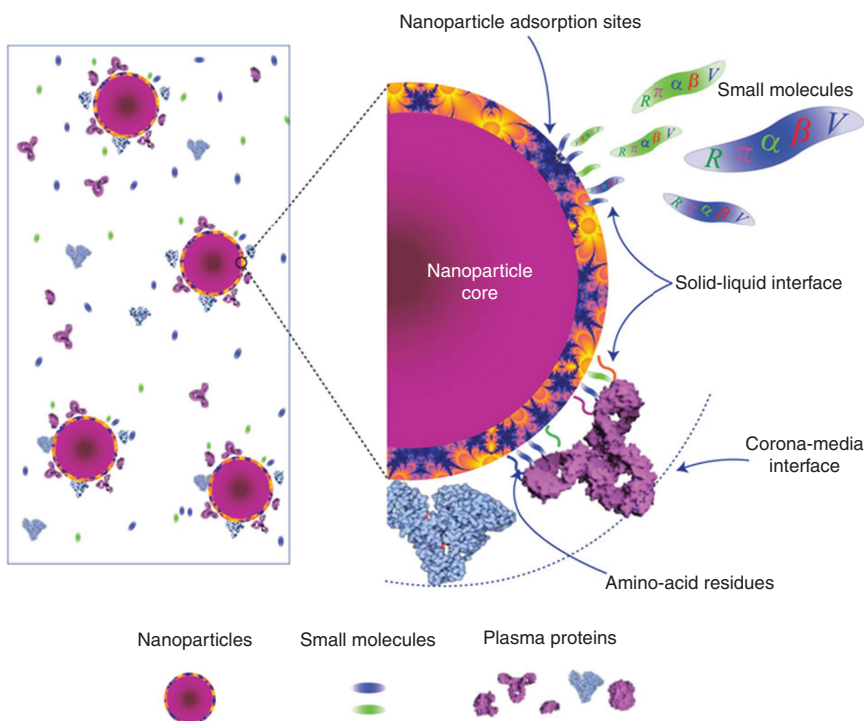 Nanoparticle adsorption sites
Small molecules
R π α β V
R π α β V
R π α β V
R π α β V
Nanoparticle
core
Solid-liquid interface
Corona-media
interface
Amino-acid residues
Nanoparticles
Small molecules
Plasma proteins